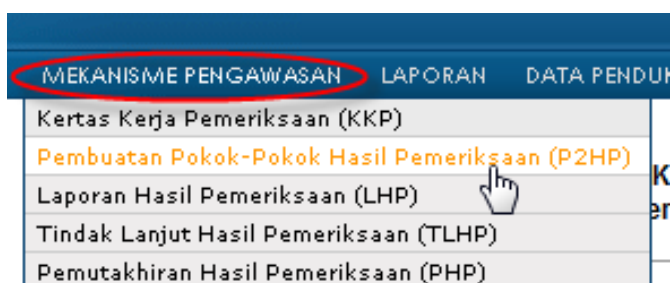 MEKANISME PENGAWASAN LAPORAN DATA
Kertas Kerja Pemeriksaan (KKP)
Pembuatan Pokok-Pokok Hasil Pemeriksaan (P2HP)
Laporan Hasil Pemeriksaan (LHP)
Tindak Lanjut Hasil Pemeriksaan (TLHP)
Pemutakhiran Hasil Pemeriksaan (PHP)